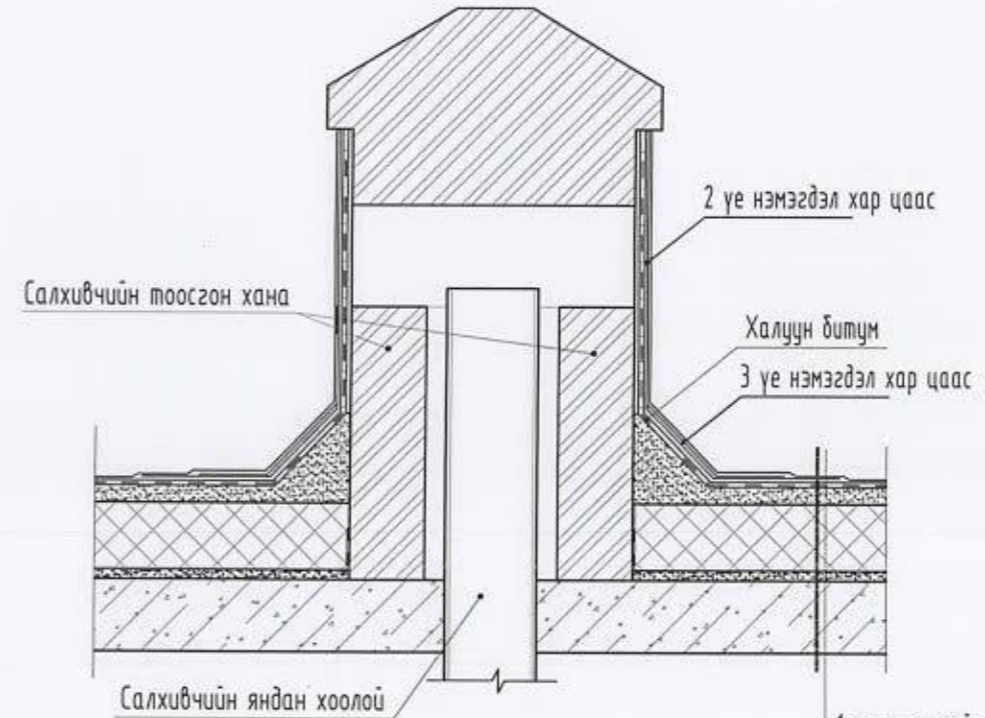 2 үе нэмэгдэл хар цаас
Салхивчийн тоосгон хана
Халуун битум
3 үе нэмэгдэл хар цаас
Салхивчийн яндан хоолой